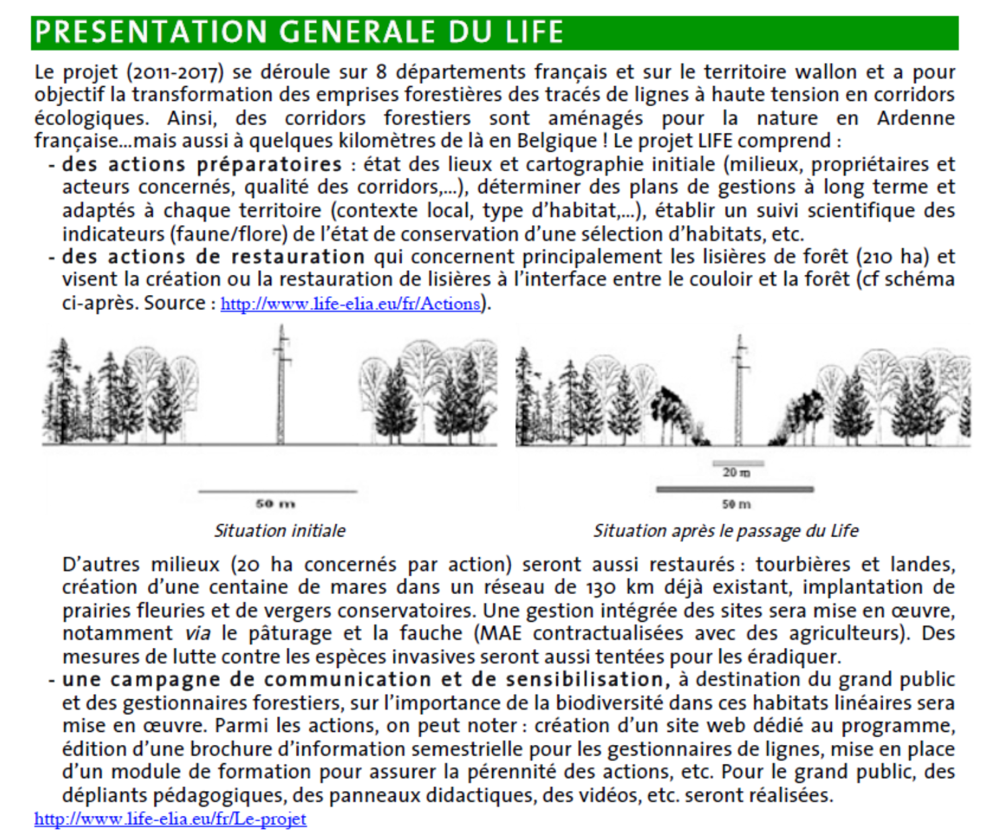 PRESENTATION GENERALE DU LIFE
Le projet (2011-2017) se déroule sur 8 départements français et sur le territoire wallon et a pour
objectif la transformation des emprises forestières des tracés de lignes à haute tension en corridors
écologiques. Ainsi, des corridors forestiers sont aménagés pour la nature en Ardenne
française...mais aussi à quelques kilomètres de là en Belgique ! Le projet LIFE comprend :
- des actions préparatoires : état des lieux et cartographie initiale (milieux, propriétaires et
acteurs concernés, qualité des corridors,...), déterminer des plans de gestions à long terme et
adaptés à chaque territoire (contexte local, type d'habitat,...), établir un suivi scientifique des
indicateurs (faune/flore) de l'état de conservation d'une sélection d'habitats, etc.
- des actions de restauration qui concernent principalement les lisières de forêt (210 ha) et
visent la création ou la restauration de lisières à l'interface entre le couloir et la forêt (cf schéma
ci-après. Source : http://www.life-elia.eu/fr/Actions).
20 m
50 m
50 m
Situation initiale
Situation après le passage du Life
D'autres milieux (20 ha concernés par action) seront aussi restaurés : tourbières et landes,
création d'une centaine de mares dans un réseau de 130 km déjà existant, implantation de
prairies fleuries et de vergers conservatoires. Une gestion intégrée des sites sera mise en œuvre,
notamment via le pâturage et la fauche (MAE contractualisées avec des agriculteurs). Des
mesures de lutte contre les espèces invasives seront aussi tentées pour les éradiquer.
- une campagne de communication et de sensibilisation, à destination du grand public
et des gestionnaires forestiers, sur l'importance de la biodiversité dans ces habitats linéaires sera
mise en œuvre. Parmi les actions, on peut noter : création d'un site web dédié au programme,
édition d'une brochure d'information semestrielle pour les gestionnaires de lignes, mise en place
d'un module de formation pour assurer la pérennité des actions, etc. Pour le grand public, des
dépliants pédagogiques, des panneaux didactiques, des vidéos, etc. seront réalisées.
http://www.life-elia.eu/fr/Le-projet